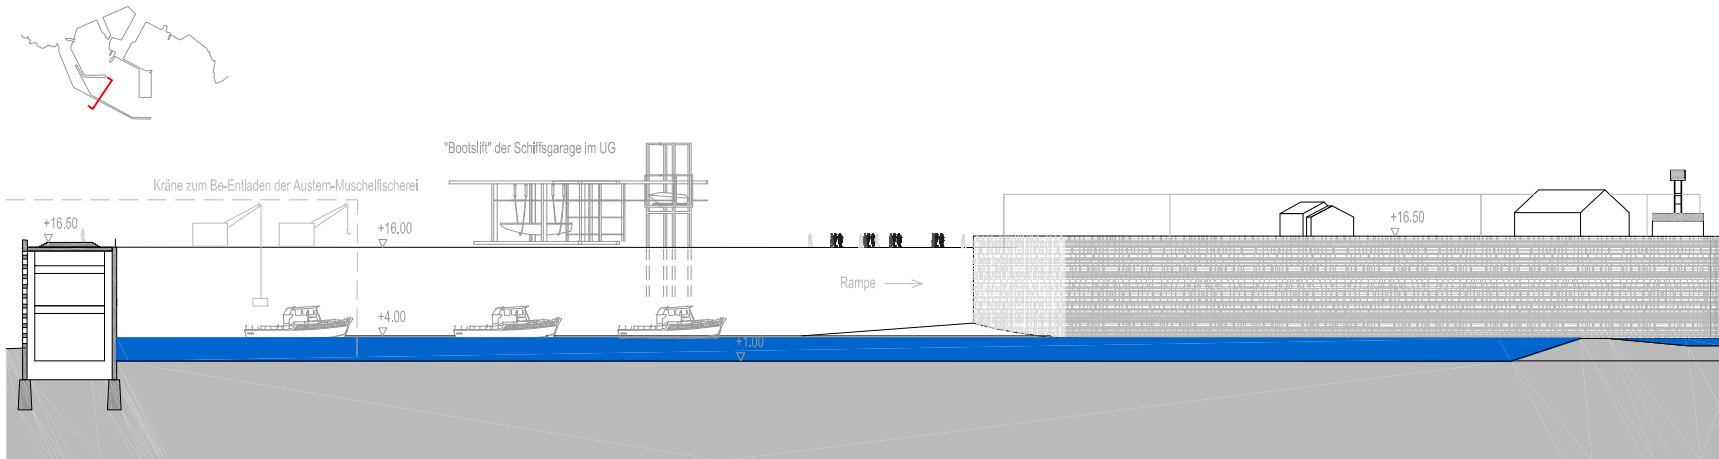 "Bootslift" der Schiffsgarage im UG
Kräne zum Be-Entladen der Austern-Muschelfischerei
+16.50
+16.00
+16.50
Rampe
+4.00
+1.00